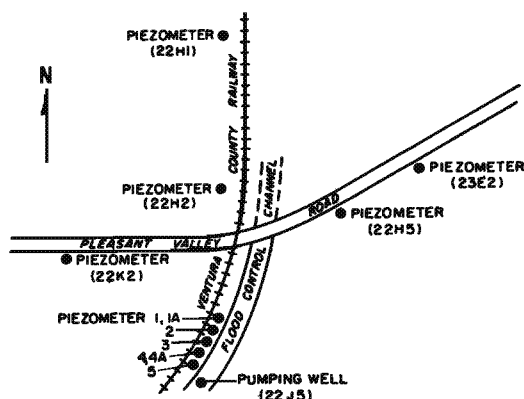 PIEZOMETER
(22H1)
N
COUNTY RAILWAY
PIEZOMETER
(22H2)
CHANNEL
PIEZOMETER
(23E2)
ROAD
PIEZOMETER
(22H5)
PLEASANT VALLEY
PIEZOMETER
(22K2)
VENTURA
FLOOD CONTROL
PIEZOMETER 1, 1A
2
3
4,4A
5
PUMPING WELL
(22J5)